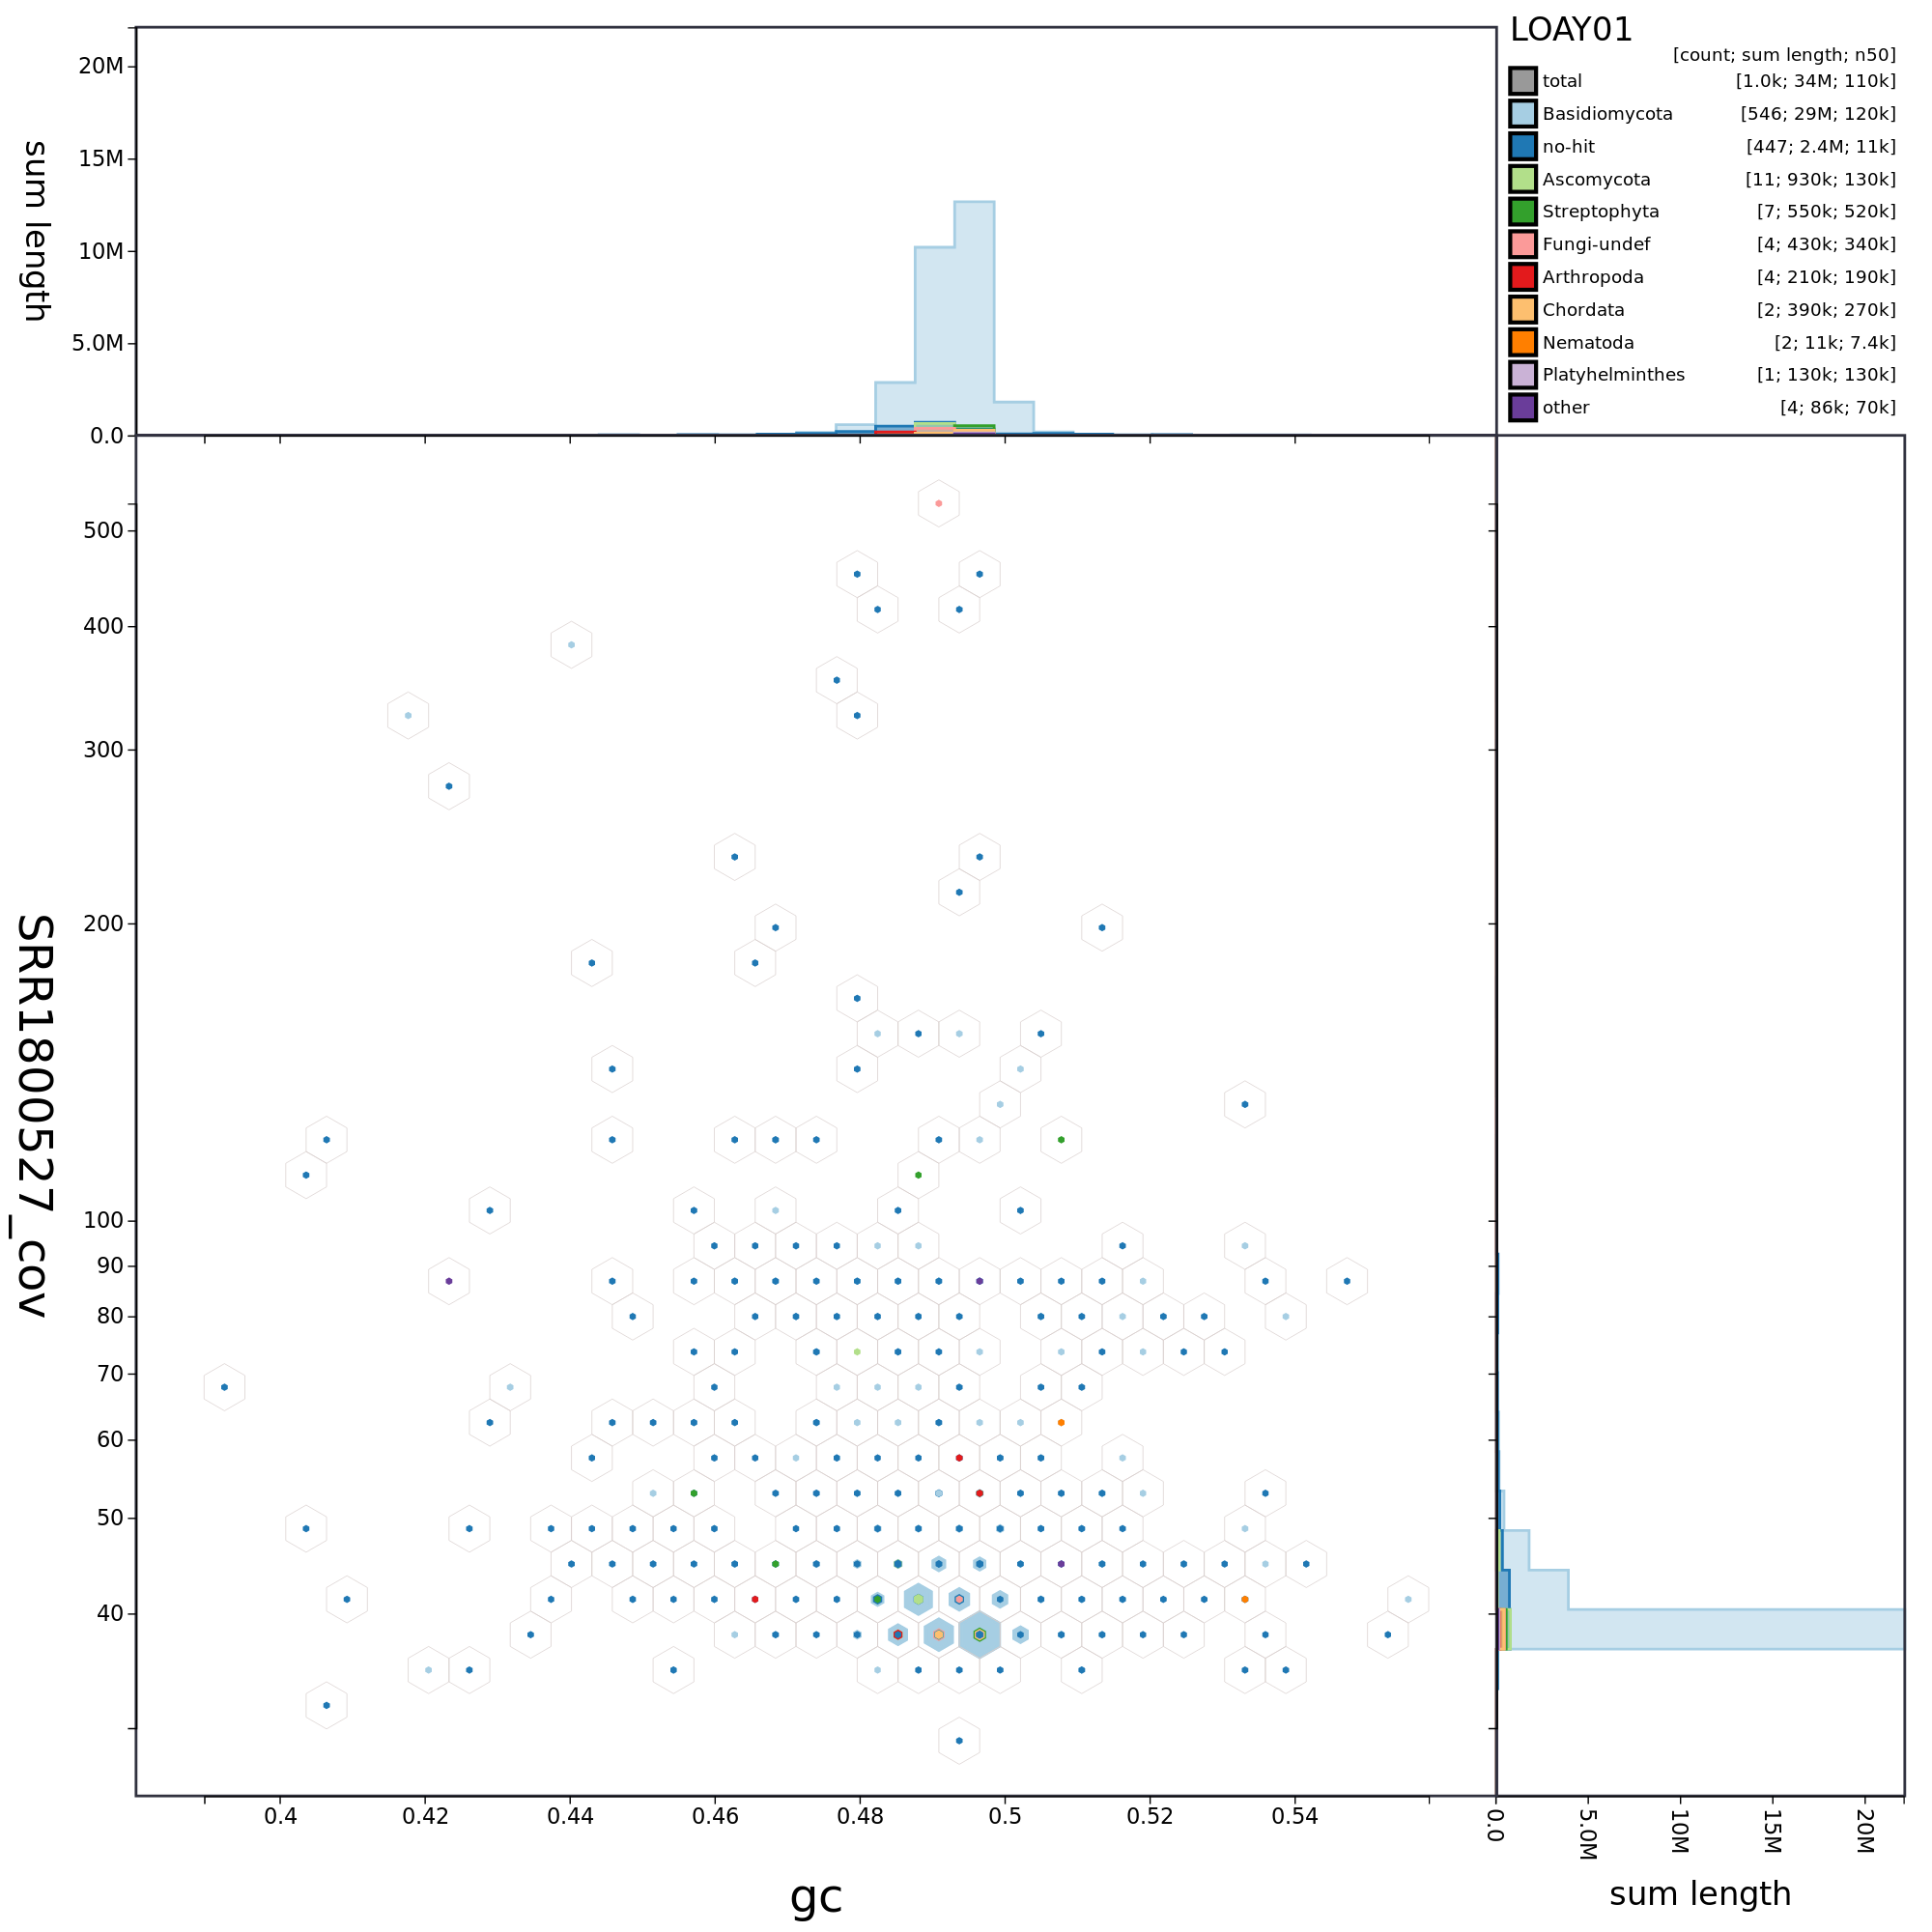 LOAY01
[count; sum length; n50]
total [1.0k; 34M; 110k]
Basidiomycota [546; 29M; 120k]
no-hit [447; 2.4M; 11k]
Ascomycota [11; 930k; 130k]
Streptophyta [7; 550k; 520k]
Fungi-undef [4; 430k; 340k]
Arthropoda [4; 210k; 190k]
Chordata [2; 390k; 270k]
Nematoda [2; 11k; 7.4k]
Platyhelminthes [1; 130k; 130k]
other [4; 86k; 70k]
sum length
20M
15M
10M
5.0M
0.0
SRR1800527_cov
500
400
300
200
100
90
80
70
60
50
40
0.4 0.42 0.44 0.46 0.48 0.5 0.52 0.54
gc
0.0 5.0M 10M 15M 20M
sum length